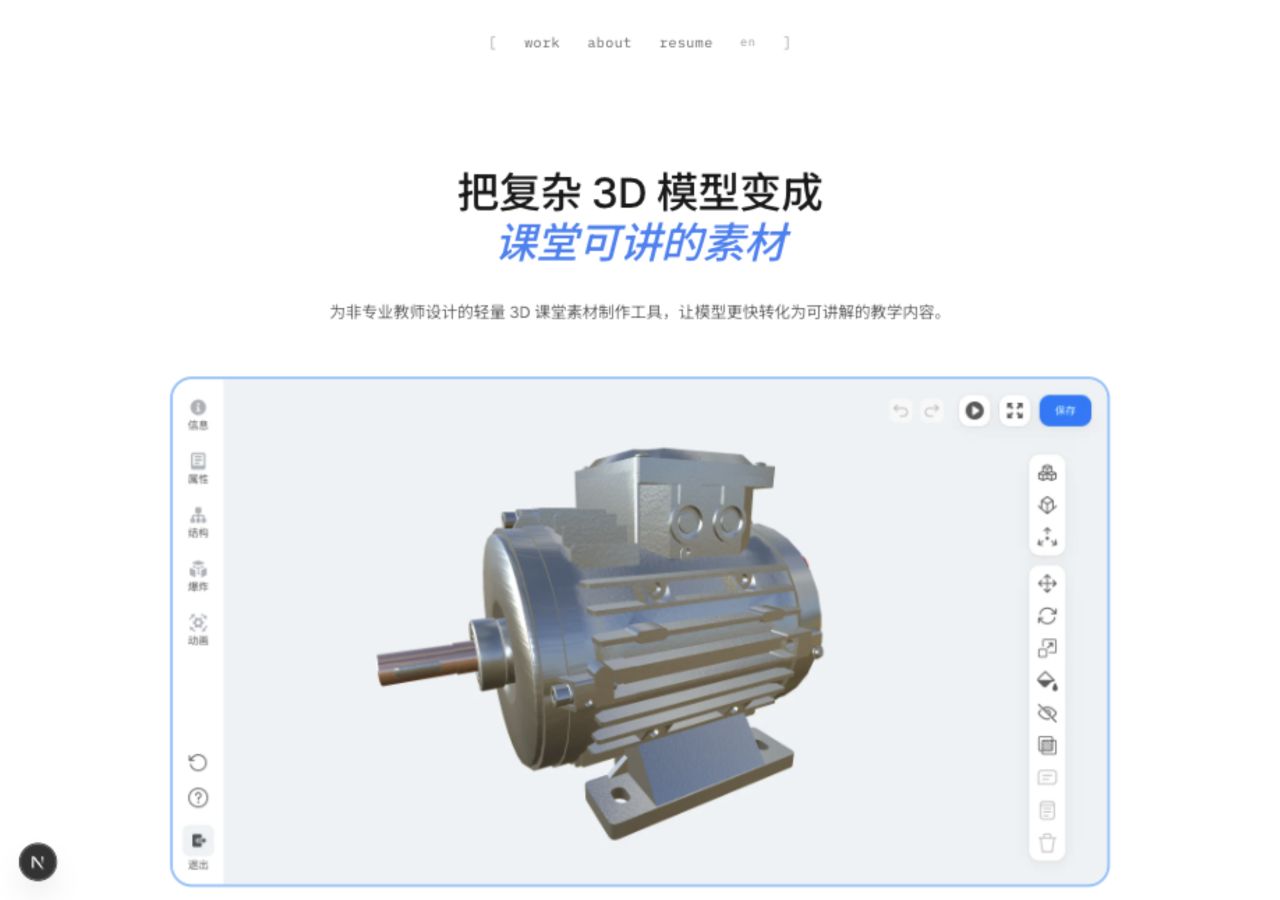 [ work about resume en ]
把复杂 3D 模型变成
课堂可讲的素材
为非专业教师设计的轻量 3D 课堂素材制作工具，让模型更快转化为可讲解的教学内容。
保存
信息
属性
结构
爆炸
动画
退出
N